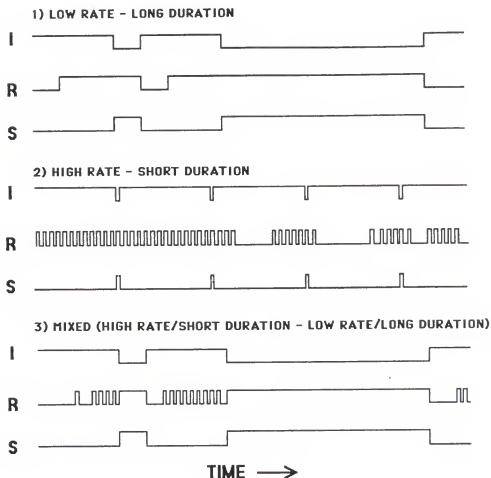 1) LOW RATE - LONG DURATION
I
R
S
2) HIGH RATE - SHORT DURATION
I
R
S
3) MIXED (HIGH RATE/SHORT DURATION - LOW RATE/LONG DURATION)
I
R
S
TIME →